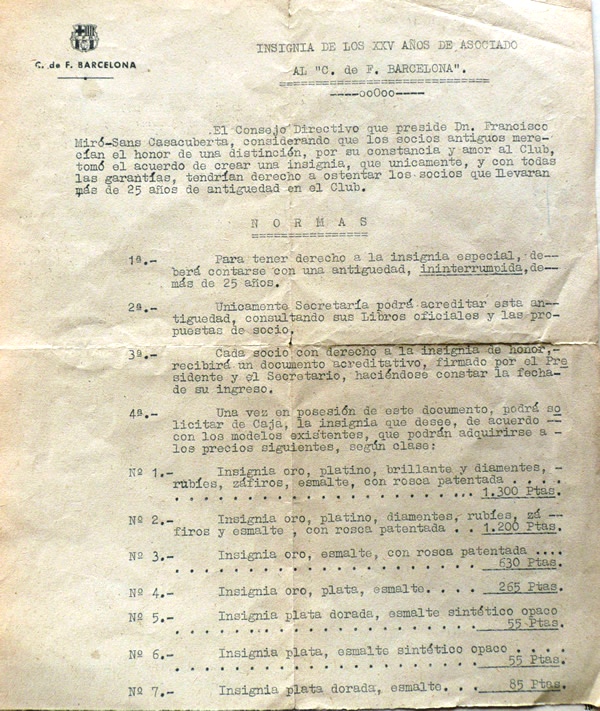 C. de F. BARCELONA
INSIGNIA DE LOS XXV AÑOS DE ASOCIADO
AL "C. de F. BARCELONA".
----ooOoo----
.El Consejo Directivo que preside Dn. Francisco
Miró-Sans Casacuberta, considerando que los socios antiguos mere-
cían el honor de una distinción, por su constancia y amor al Club,
tomó el acuerdo de crear una insignia, que unicamente, y con todas
las garantías, tendrían derecho a ostentar los socios que llevaran
más de 25 años de antiguedad en el Club.
N O R M A S
1ª.- Para tener derecho a la insignia especial, de--
berá contarse con una antiguedad, ininterrumpida,de--
más de 25 años.
2ª.- Unicamente Secretaría podrá acreditar esta an--
tiguedad, consultando sus Libros oficiales y las pro-
puestas de socio.
3ª.- Cada socio con derecho a la insignia de honor,-
recibirá un documento acreditativo, firmado por el Pre
sidente y el Secretario, haciéndose constar la fecha-
de su ingreso.
4ª.- Una vez en posesión de este documento, podrá so
licitar de Caja, la insignia que desee, de acuerdo --
con los modelos existentes, que podrán adquirirse a -
los precios siguientes, según clase:
Nº 1.- Insignia oro, platino, brillante y diamentes, -
rubíes, záfiros, esmalte, con rosca patentada . . . .
. . . . . . . . . . . . . . . . . . . . 1.300 Ptas.
Nº 2.- Insignia oro, platino, diamentes, rubíes, zá -
firos y esmalte , con rosca patentada . . 1.200 Ptas.
Nº 3.- Insignia oro, esmalte, con rosca patentada ....
. . . . . . . . . . . . . . . . . . . . 630 Ptas.
Nº 4.- Insignia oro, plata, esmalte. . . . 265 Ptas.
Nº 5.- Insignia plata dorada, esmalte sintético opaco
. . . . . . . . . . . . . . . . . . . . 55 Ptas.
Nº 6.- Insignia plata, esmalte sintético opaco . . . .
. . . . . . . . . . . . . . . . . . . . 55 Ptas.
Nº 7.- Insignia plata dorada, esmalte. . . 85 Ptas.